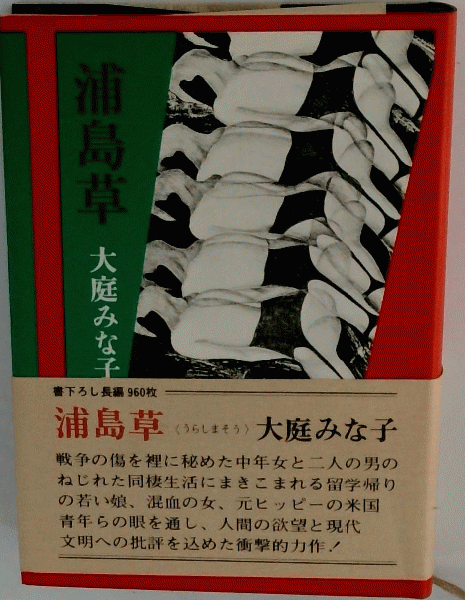 浦島草
大庭みな子
書下ろし長編960枚
浦島草〈うらしまそう〉大庭みな子
戦争の傷を裡に秘めた中年女と二人の男の
ねじれた同棲生活にまきこまれる留学帰り
の若い娘、混血の女、元ヒッピーの米国
青年らの眼を通し、人間の欲望と現代
文明への批評を込めた衝撃的力作!